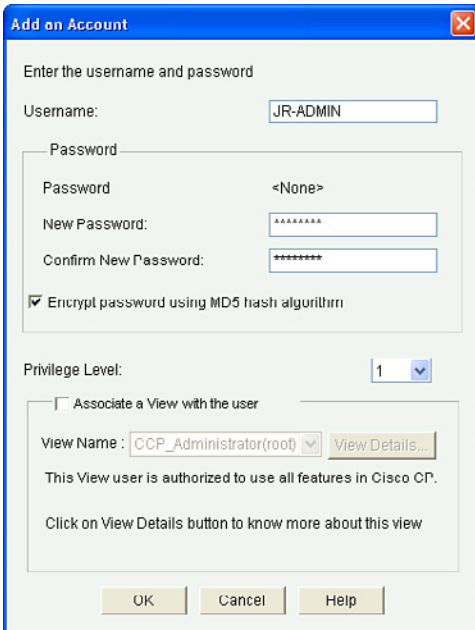 Add an Account
Enter the username and password
Username: JR-ADMIN
Password
Password <None>
New Password: ********
Confirm New Password: ********
Encrypt password using MD5 hash algorithm
Privilege Level: 1
Associate a View with the user
View Name : CCP_Administrator(root) View Details...
This View user is authorized to use all features in Cisco CP.
Click on View Details button to know more about this view
OK Cancel Help